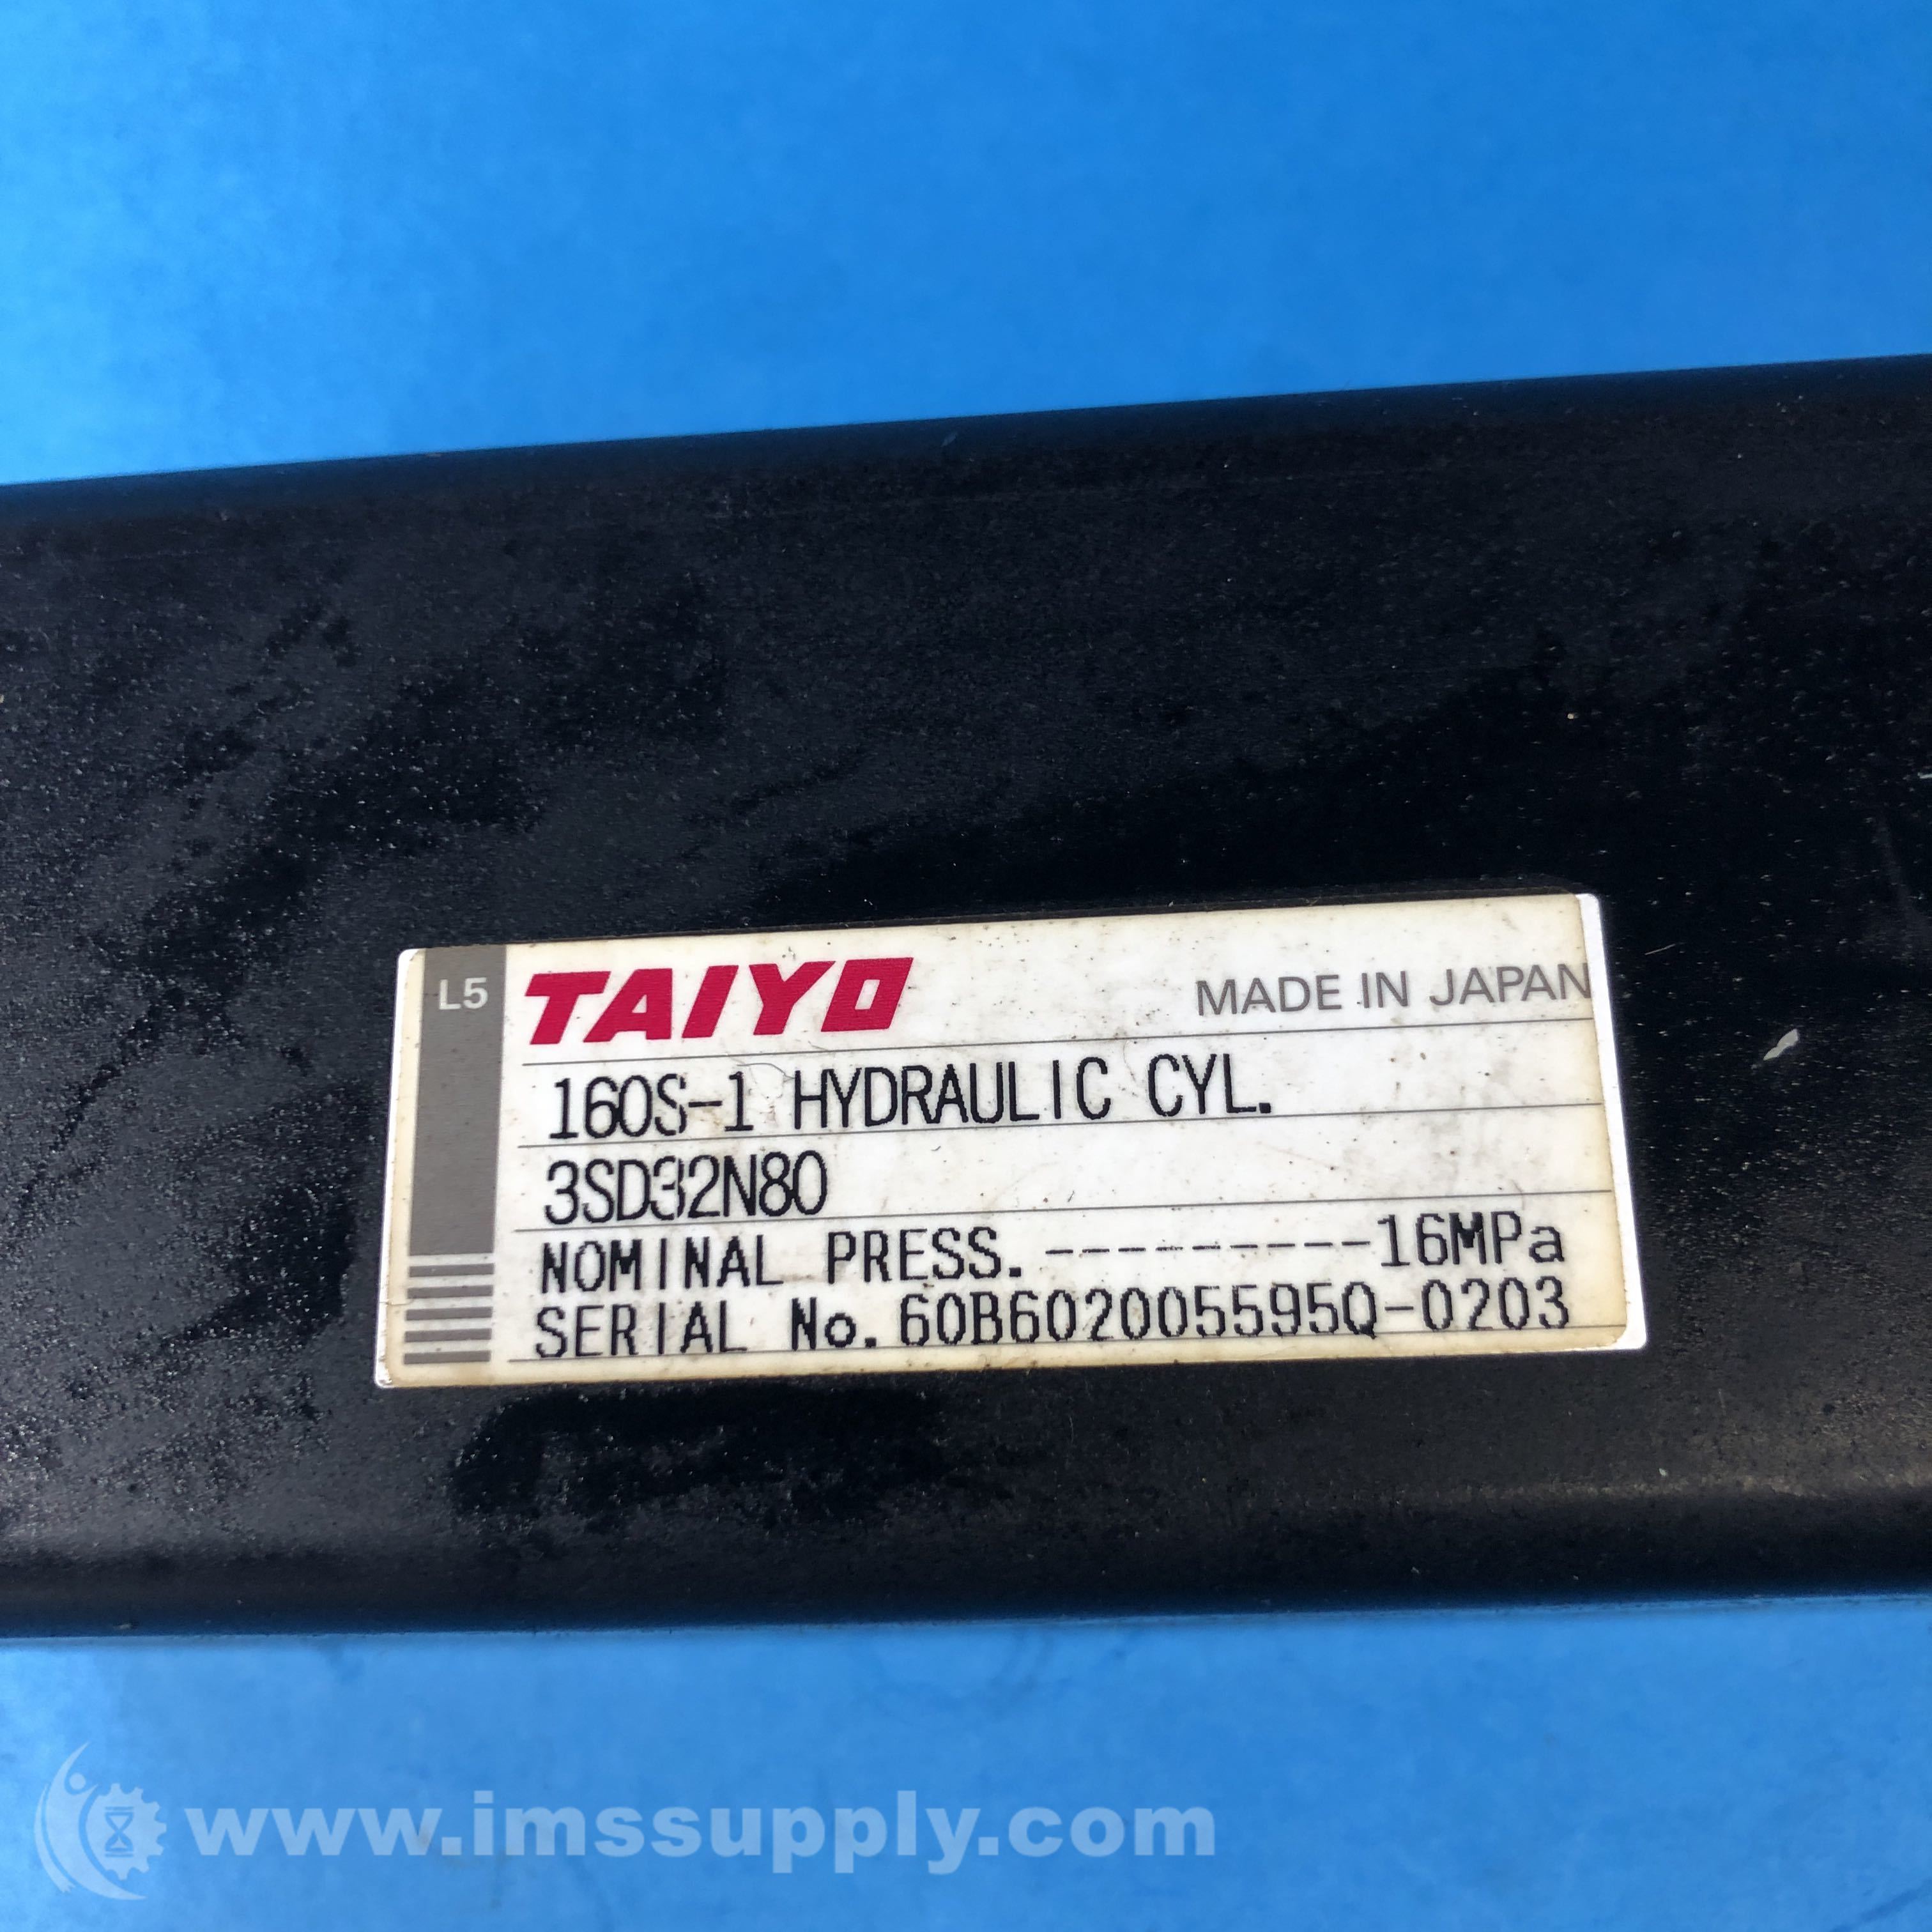 L5 TAIYO MADE IN JAPAN
160S-1 HYDRAULIC CYL.
3SD32N80
NOMINAL PRESS. ---------16MPa
SERIAL No. 60B602005595Q-0203
www.imssupply.com